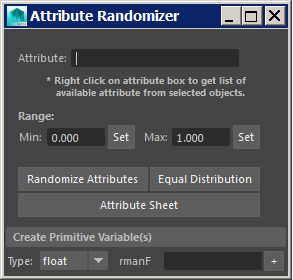 Attribute Randomizer
Attribute:
* Right click on attribute box to get list of
available attribute from selected objects.
Range:
Min: 0.000 Set Max: 1.000 Set
Randomize Attributes Equal Distribution
Attribute Sheet
Create Primitive Variable(s)
Type: float rmanF +